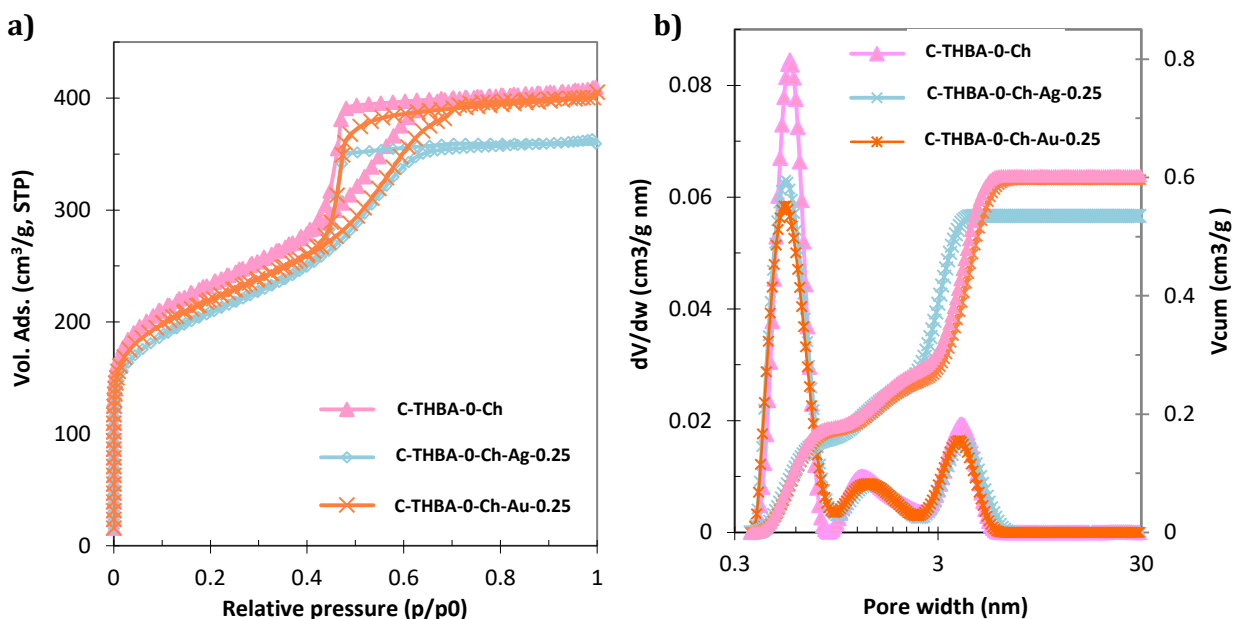 a)
Vol. Ads. (cm³/g, STP)
400
300
200
100
0
C-THBA-0-Ch
C-THBA-0-Ch-Ag-0.25
C-THBA-0-Ch-Au-0.25
0 0.2 0.4 0.6 0.8 1
Relative pressure (p/p0)
b)
dV/dw (cm3/g nm)
0.08
0.06
0.04
0.02
0
C-THBA-0-Ch
C-THBA-0-Ch-Ag-0.25
C-THBA-0-Ch-Au-0.25
0.8
0.6
0.4
0.2
0
Vcum (cm3/g )
0.3 3 30
Pore width (nm)